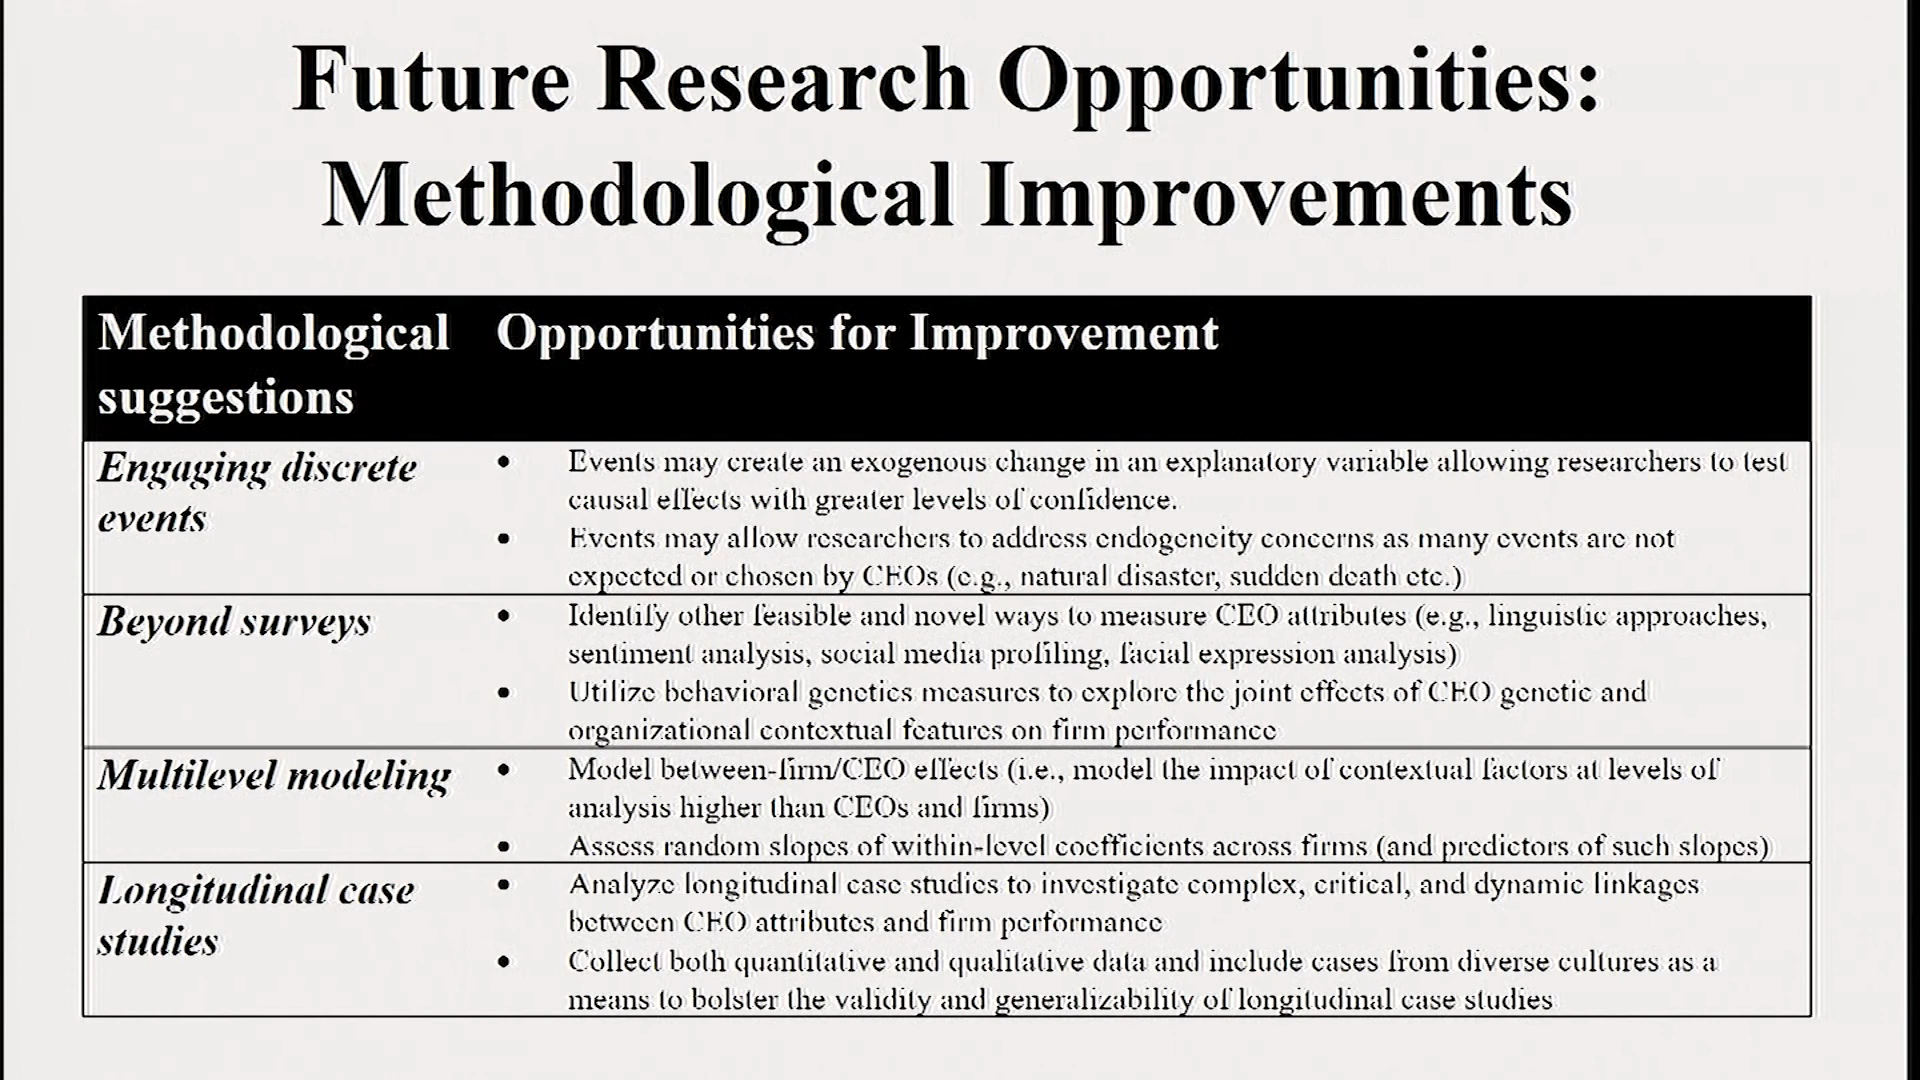 Future Research Opportunities:
Methodological Improvements
Methodological suggestions
Opportunities for Improvement
Engaging discrete events
• Events may create an exogenous change in an explanatory variable allowing researchers to test
causal effects with greater levels of confidence.
• Events may allow researchers to address endogeneity concerns as many events are not
expected or chosen by CEOs (e.g., natural disaster, sudden death etc.)
Beyond surveys
• Identify other feasible and novel ways to measure CEO attributes (e.g., linguistic approaches,
sentiment analysis, social media profiling, facial expression analysis)
• Utilize behavioral genetics measures to explore the joint effects of CEO genetic and
organizational contextual features on firm performance
Multilevel modeling
• Model between-firm/CEO effects (i.e., model the impact of contextual factors at levels of
analysis higher than CEOs and firms)
• Assess random slopes of within-level coefficients across firms (and predictors of such slopes)
Longitudinal case studies
• Analyze longitudinal case studies to investigate complex, critical, and dynamic linkages
between CEO attributes and firm performance
• Collect both quantitative and qualitative data and include cases from diverse cultures as a
means to bolster the validity and generalizability of longitudinal case studies